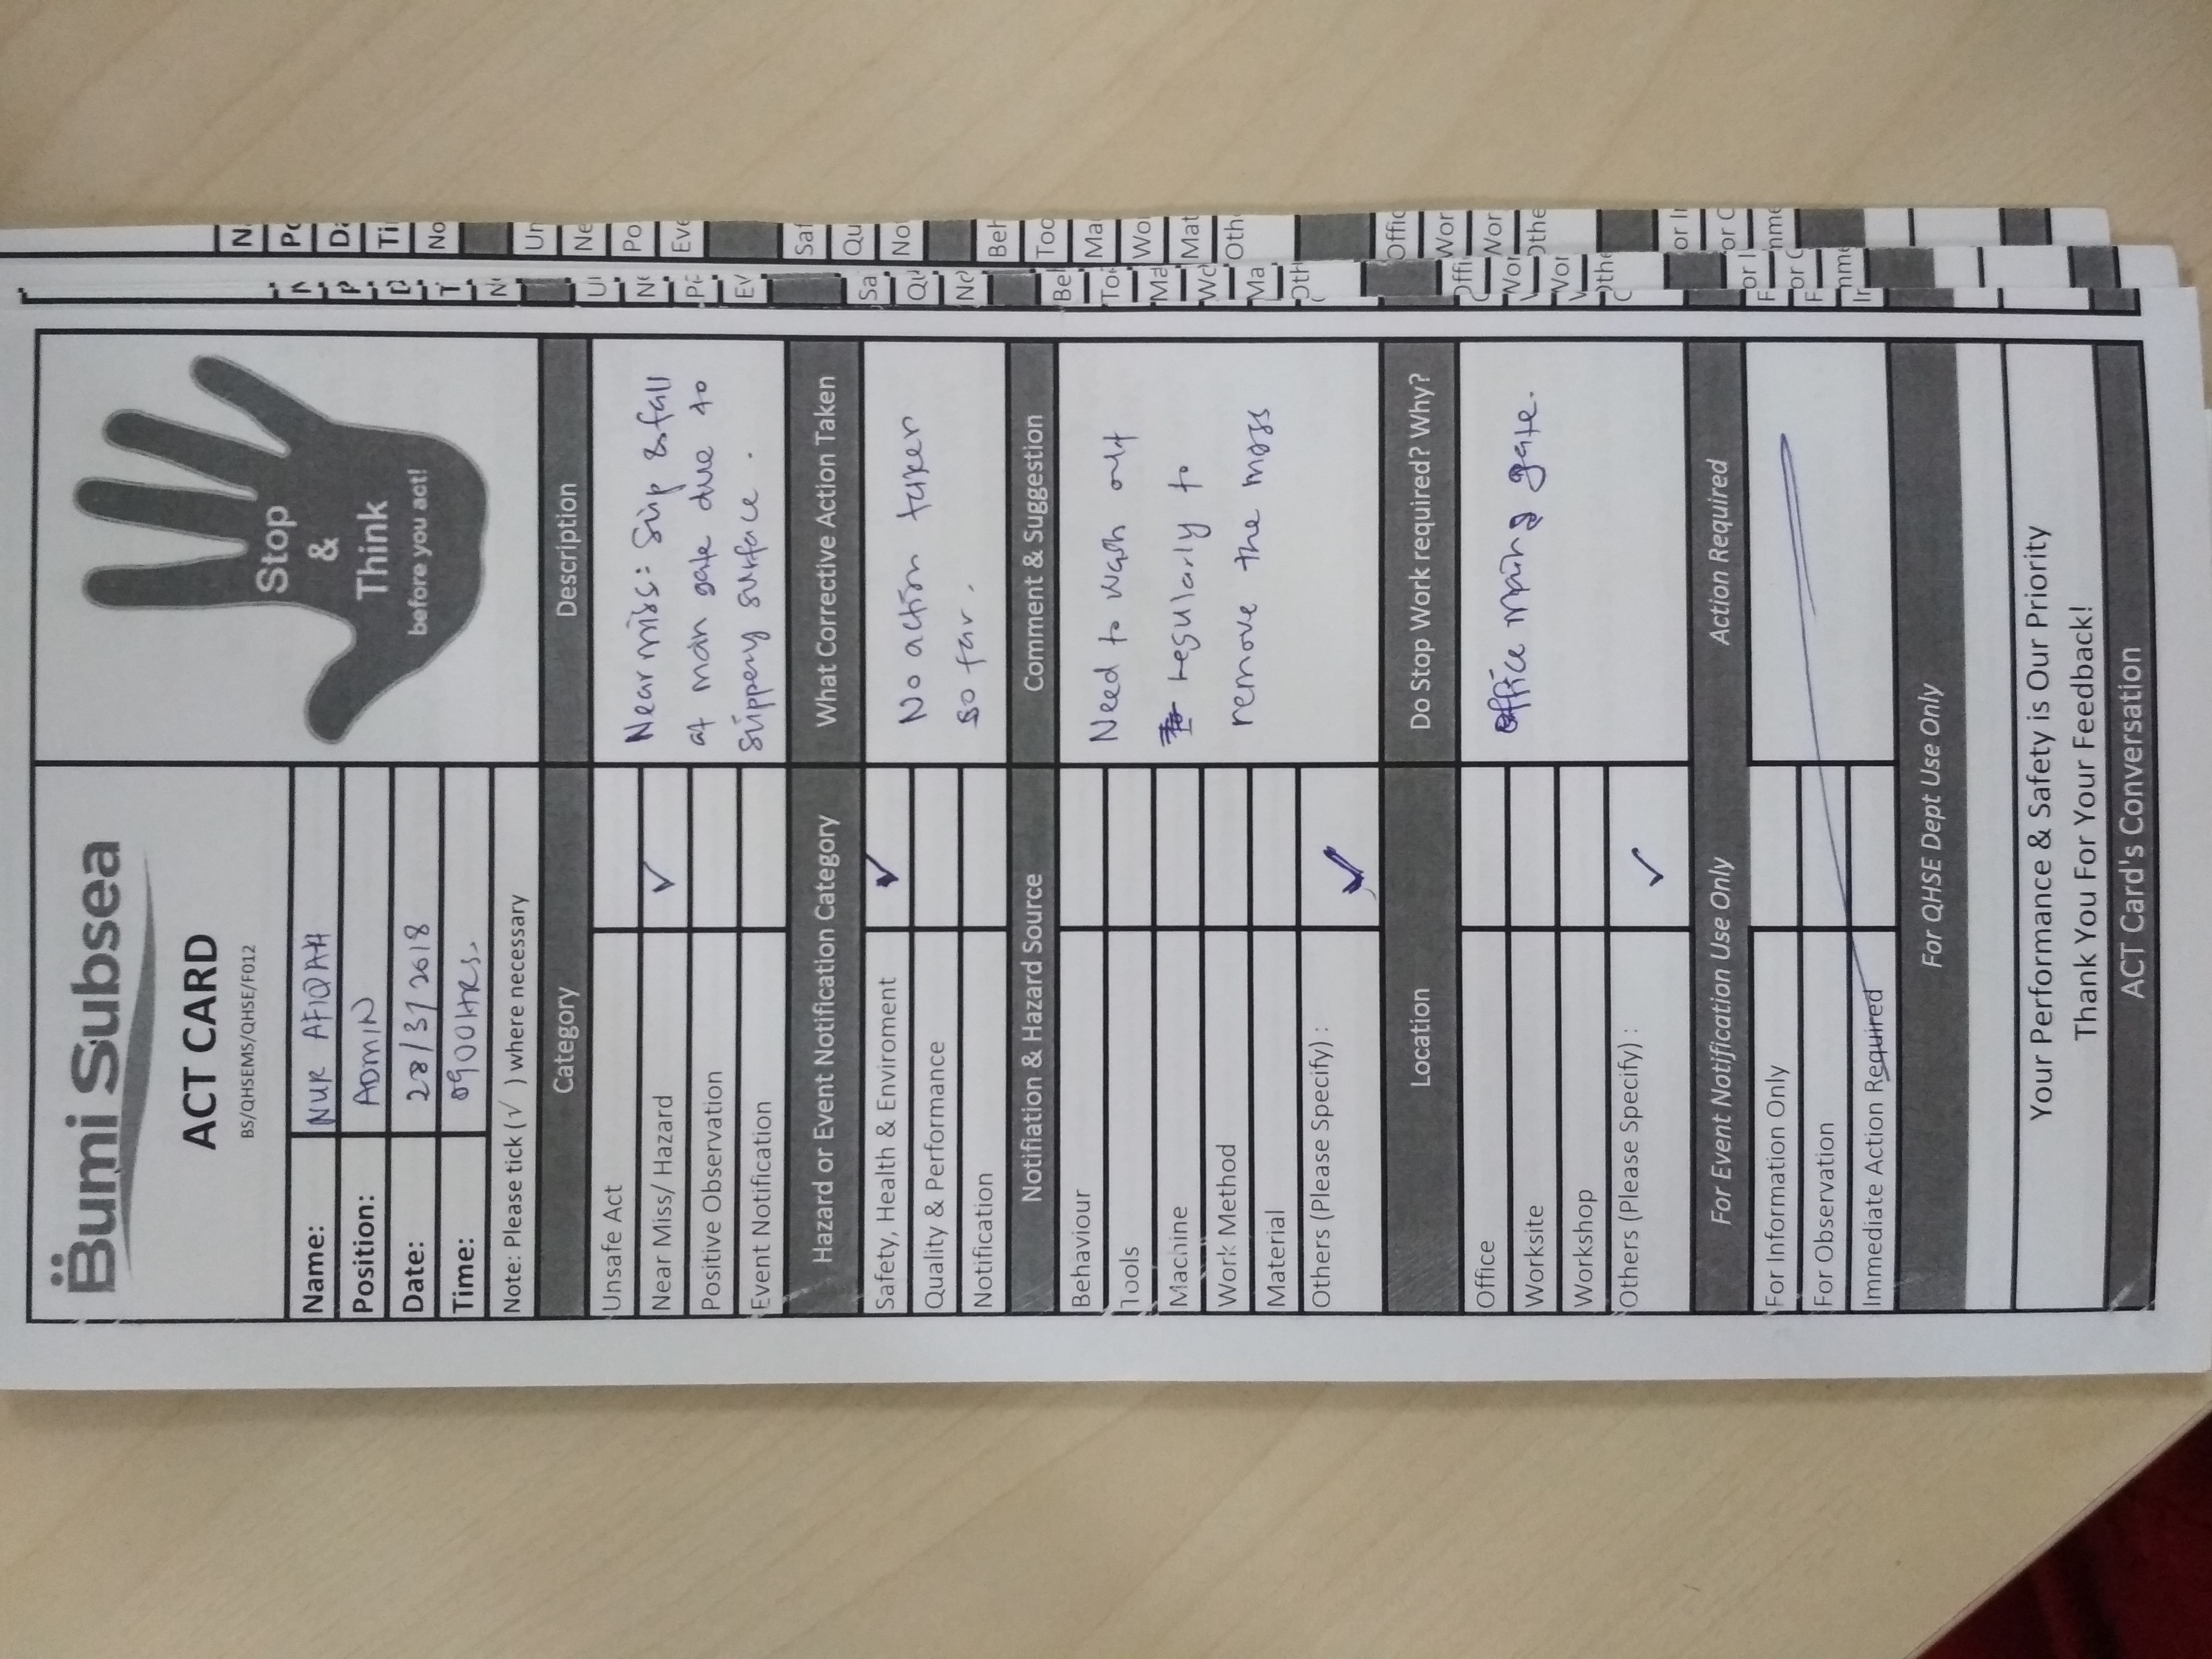 Bumi Subsea
ACT CARD
BS/QHSEMS/QHSE/F012
Stop
&
Think
before you act!
Name: NUR AFIQAH
Position: ADMIN
Date: 28/3/2018
Time: 0900HRS.
Note: Please tick ( √ ) where necessary
Category Description
Unsafe Act
Near Miss/ Hazard ✓
Positive Observation
Event Notification
Near miss: Slip & fall
at main gate due to
slippery surface.
Hazard or Event Notification Category What Corrective Action Taken
Safety, Health & Enviroment ✓
Quality & Performance
Notification
No action taken
so far.
Notifiation & Hazard Source Comment & Suggestion
Behaviour
Tools
Machine
Work Method
Material
Others (Please Specify) : ✓
Need to wash out
regularly to
remove the moss
Location Do Stop Work required? Why?
Office
Worksite
Workshop
Others (Please Specify) : ✓
Office main gate.
For Event Notification Use Only Action Required
For Information Only
For Observation
Immediate Action Required
For QHSE Dept Use Only
Your Performance & Safety is Our Priority
Thank You For Your Feedback!
ACT Card's Conversation